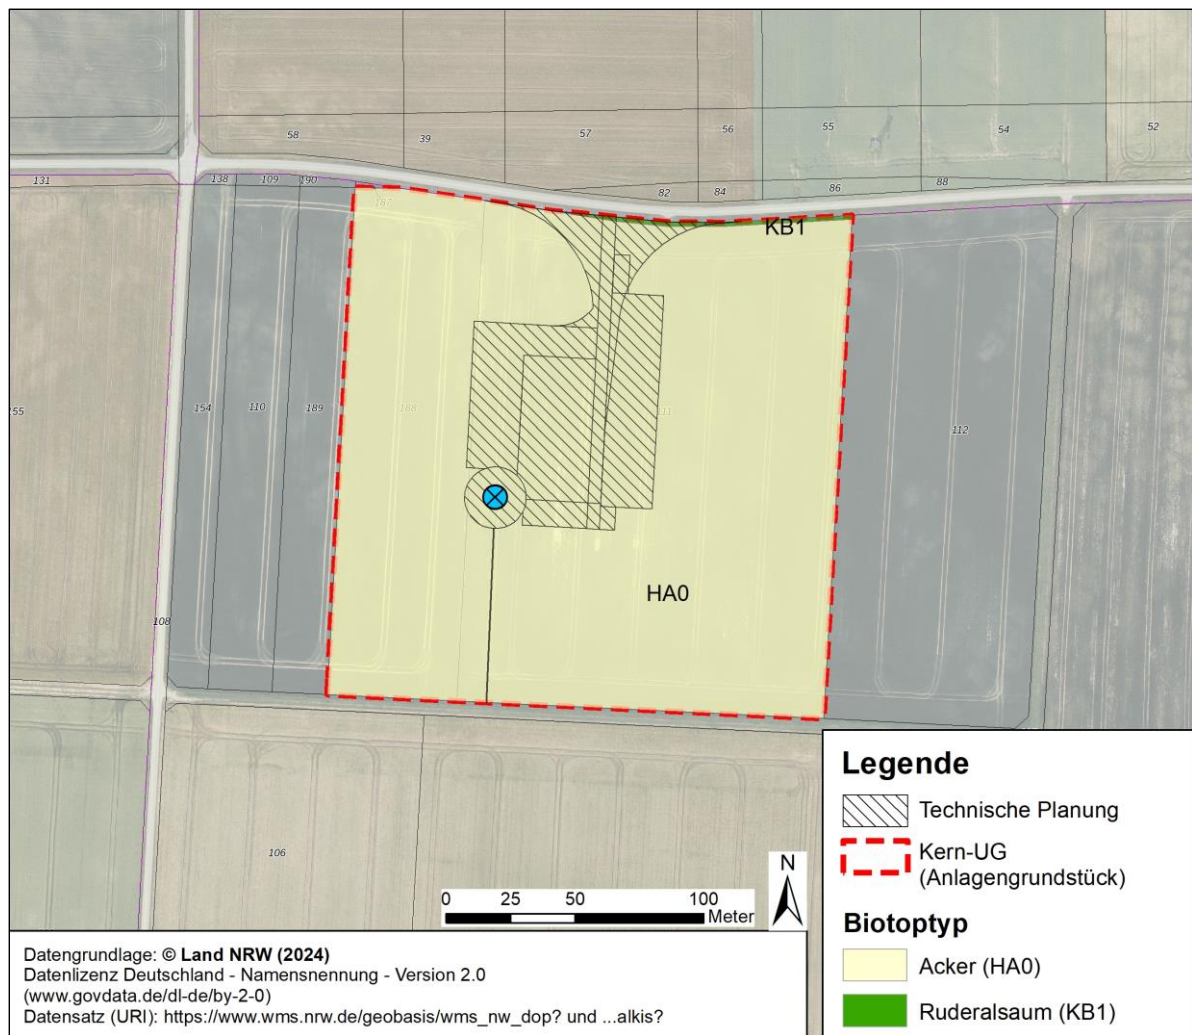 58
39
57
56
55
54
52
131
138
109
190
187
82
84
86
88
KB1
155
154
110
189
188
111
112
HA0
108
106
Legende
Technische Planung
Kern-UG
(Anlagengrundstück)
Biotoptyp
Acker (HA0)
Ruderalsaum (KB1)
N
0 25 50 100
Meter
Datengrundlage: © Land NRW (2024)
Datenlizenz Deutschland - Namensnennung - Version 2.0
(www.govdata.de/dl-de/by-2-0)
Datensatz (URI): https://www.wms.nrw.de/geobasis/wms_nw_dop? und ...alkis?